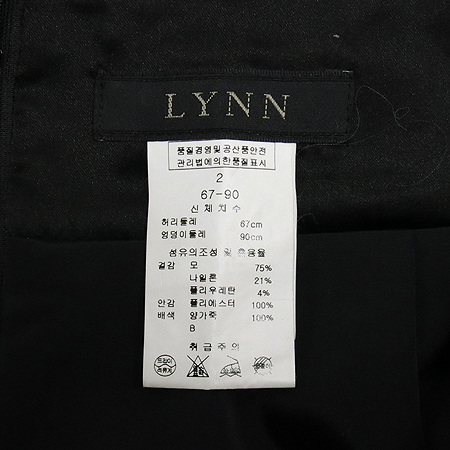 LYNN
품질경영및공산품안전
관리법에의한품질표시
2
67-90
신체치수
허리둘레 67cm
엉덩이둘레 90cm
섬유의조성 및 혼용율
겉감 모 75%
나일론 21%
폴리우레탄 4%
안감 폴리에스터 100%
배색 양가죽 100%
B
취급주의
드라이